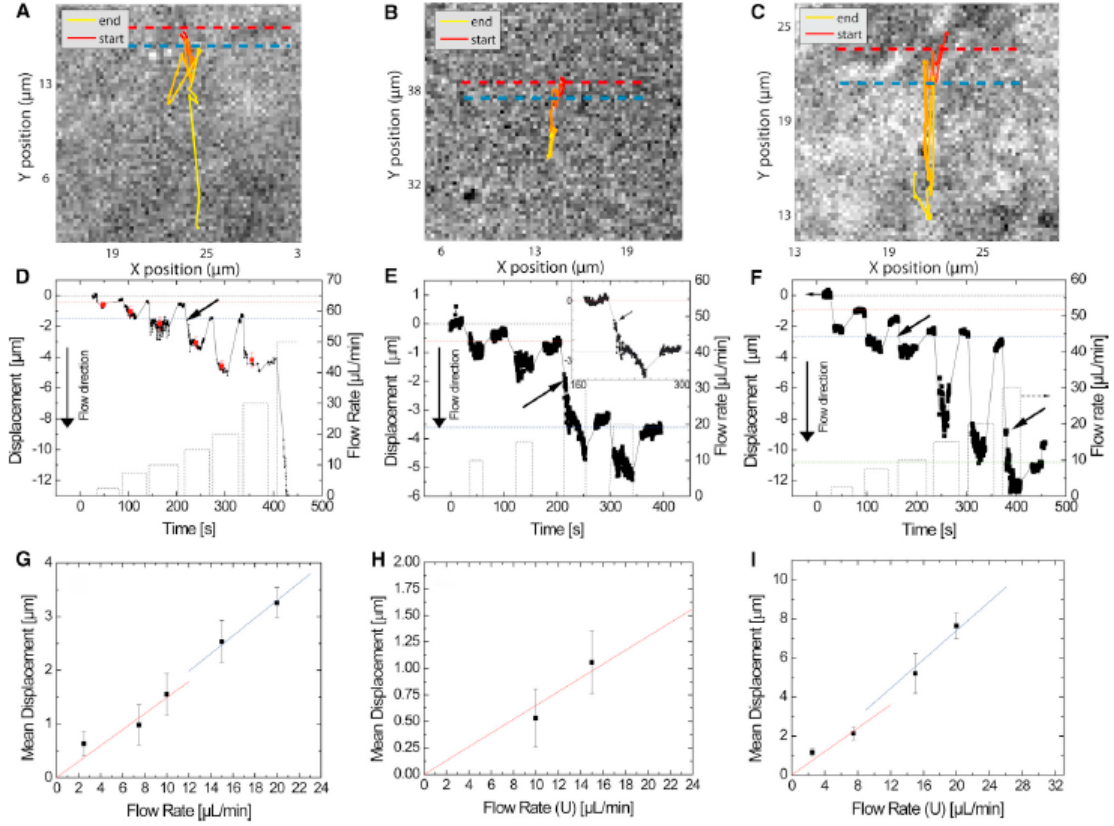 A
end
start
Y position (µm)
13
6
19
25
3
X position (µm)
B
end
start
Y position (µm)
38
32
6
13
19
X position (µm)
C
end
start
Y position (µm)
25
19
13
13
19
25
X position (µm)
D
Displacement [µm]
0
-2
-4
-6
-8
-10
-12
Flow direction
0
100
200
300
400
500
Time [s]
70
60
50
40
30
20
10
0
Flow Rate [µL/min]
E
Displacement [µm]
1
0
-1
-2
-3
-4
-5
-6
Flow direction
0
-3
160
300
0
100
200
300
400
500
Time [s]
60
50
40
30
20
10
0
Flow rate [µL/min]
F
Displacement [µm]
0
-2
-4
-6
-8
-10
-12
Flow direction
0
100
200
300
400
500
Time [s]
60
50
40
30
20
10
0
Flow rate [µL/min]
G
Mean Displacement [µm]
4
3
2
1
0
0 2 4 6 8 10 12 14 16 18 20 22 24
Flow Rate [µL/min]
H
Mean Displacement [µm]
2.00
1.75
1.50
1.25
1.00
0.75
0.50
0.25
0.00
0 2 4 6 8 10 12 14 16 18 20 22 24
Flow Rate (U) [µL/min]
I
Mean Displacement [µm]
10
8
6
4
2
0
0 4 8 12 16 20 24 28 32
Flow Rate (U) [µL/min]